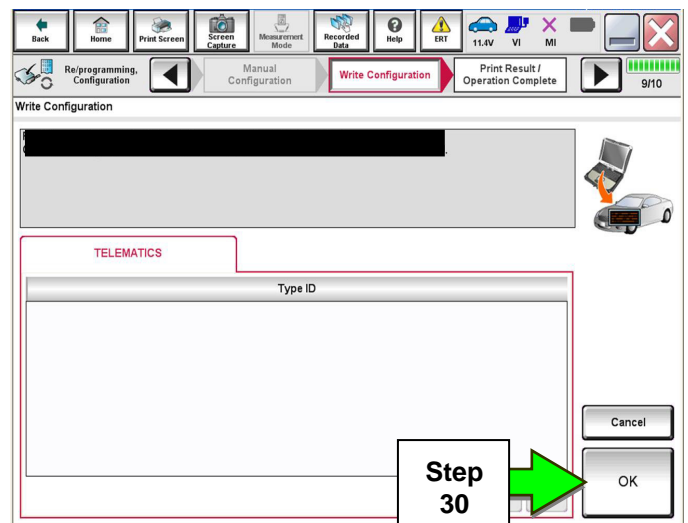 Back
Home
Print Screen
Screen
Capture
Measurement
Mode
Recorded
Data
Help
ERT
11.4V
VI
MI
Re/programming,
Configuration
Manual
Configuration
Write Configuration
Print Result /
Operation Complete
9/10
Write Configuration
TELEMATICS
Type ID
Cancel
Step
30
OK